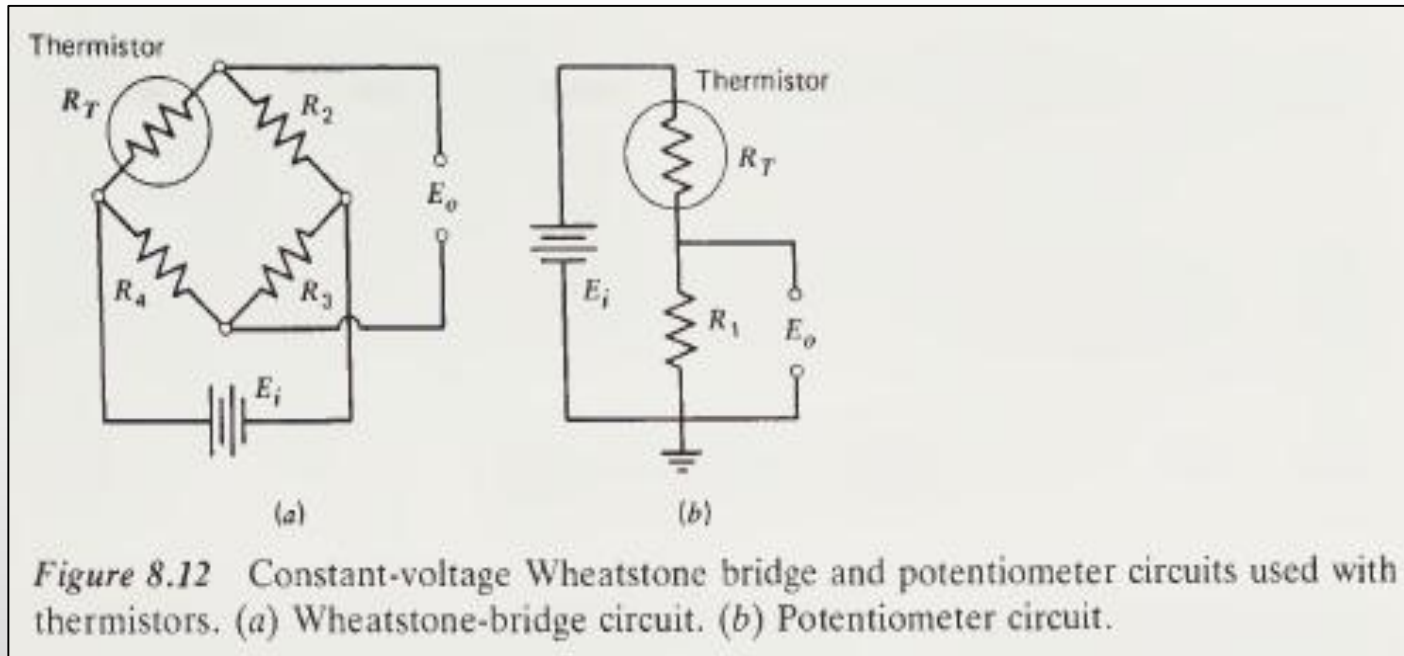 Thermistor
R_T
R_2
R_4
R_3
E_o
E_i
(a)
Thermistor
R_T
E_i
R_1
E_o
(b)
Figure 8.12 Constant-voltage Wheatstone bridge and potentiometer circuits used with
thermistors. (a) Wheatstone-bridge circuit. (b) Potentiometer circuit.